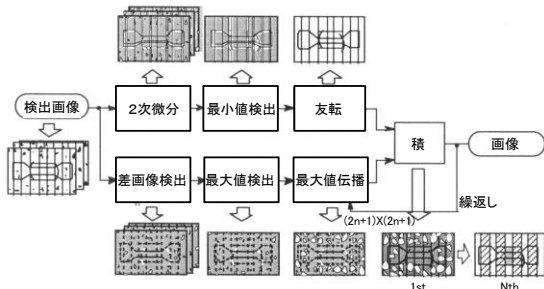 検出画像
2次微分
最小値検出
友転
積
画像
差画像検出
最大値検出
最大値伝播
繰返し
(2n+1)X(2n+1)
1st
Nth